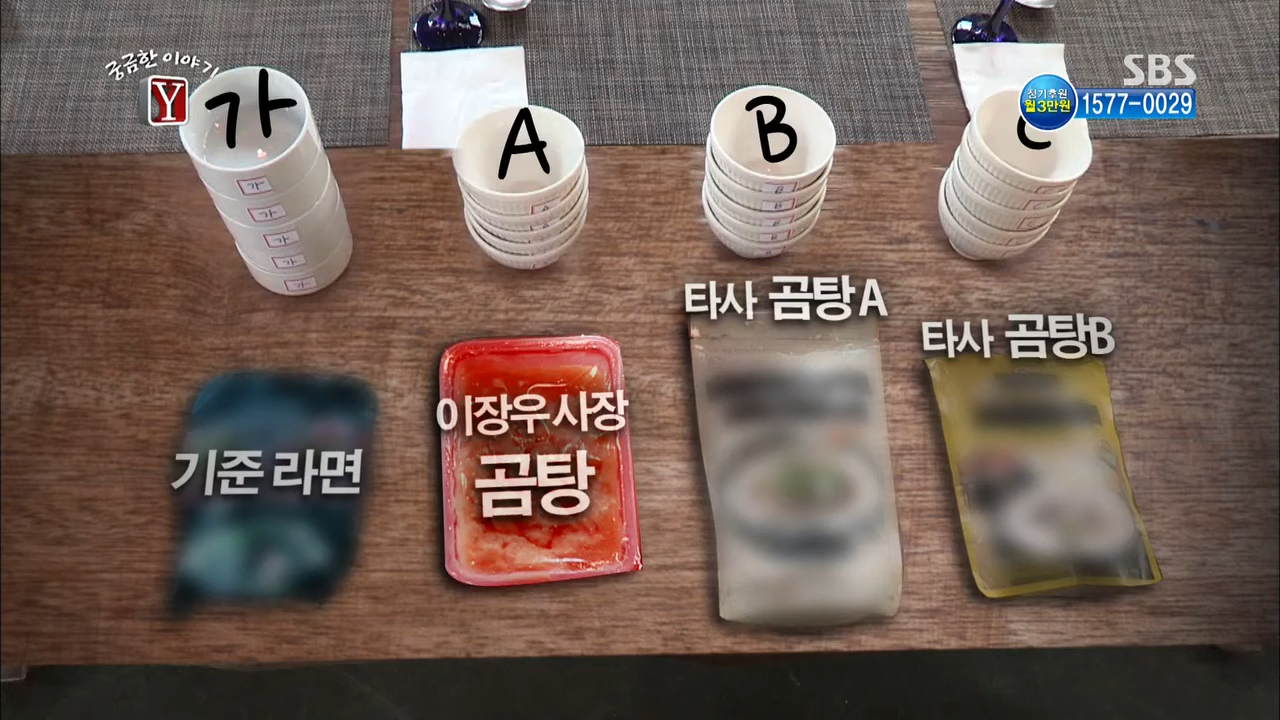 궁금한 이야기
Y
SBS
정기후원
월3만원
1577-0029
가
A
B
C
가
가
가
가
가
A
B
B
B
B
타사 곰탕A
타사 곰탕B
이장우 사장
곰탕
기준 라면